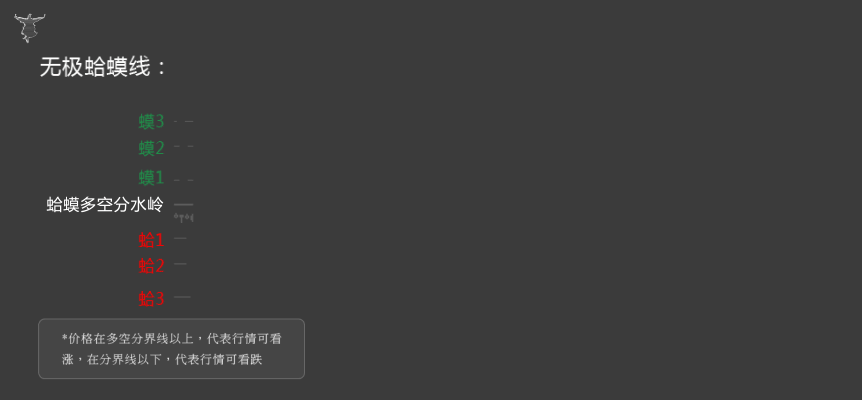 无极蛤蟆线：
蟆3
蟆2
蟆1
蛤蟆多空分水岭
蛤1
蛤2
蛤3
*价格在多空分界线以上，代表行情可看
涨，在分界线以下，代表行情可看跌